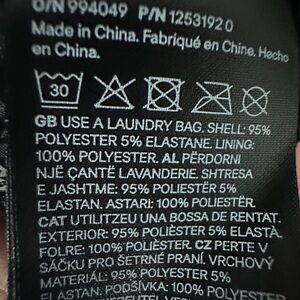 O/N 994049 P/N 1253192 0
Made in China. Fabriqué en Chine. Hecho
en China.
30
GB USE A LAUNDRY BAG. SHELL: 95%
POLYESTER 5% ELASTANE. LINING:
100% POLYESTER. AL PËRDORNI
NJË ÇANTË LAVANDERIE. SHTRESA
E JASHTME: 95% POLIESTËR 5%
ELASTAN. ASTARI: 100% POLIESTËR.
CAT UTILITZEU UNA BOSSA DE RENTAT.
EXTERIOR: 95% POLIÈSTER 5% ELASTÀ.
FOLRE: 100% POLIÈSTER. CZ PERTE V
SÁČKU PRO ŠETRNÉ PRANÍ. VRCHOVÝ
MATERIÁL: 95% POLYESTER 5%
ELASTAN. PODŠÍVKA: 100% POLYESTER.